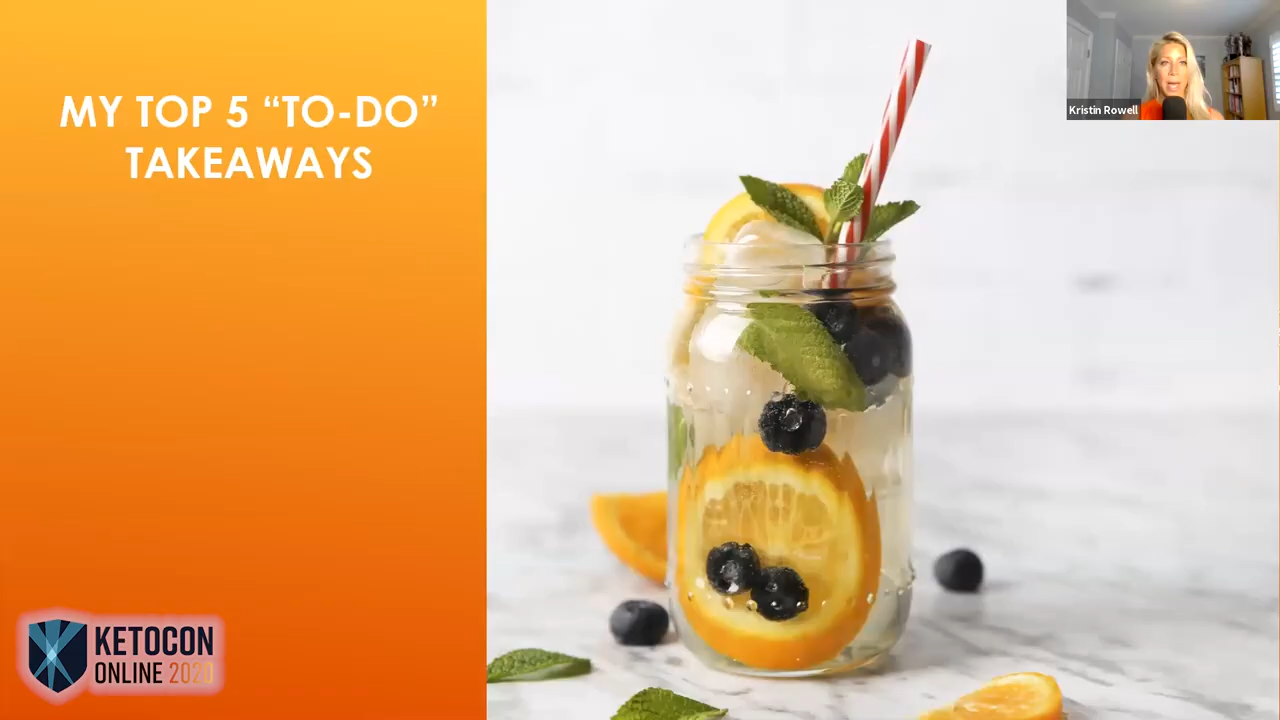 MY TOP 5 “TO-DO”
TAKEAWAYS
Kristin Rowell
KETOCON
ONLINE 2020